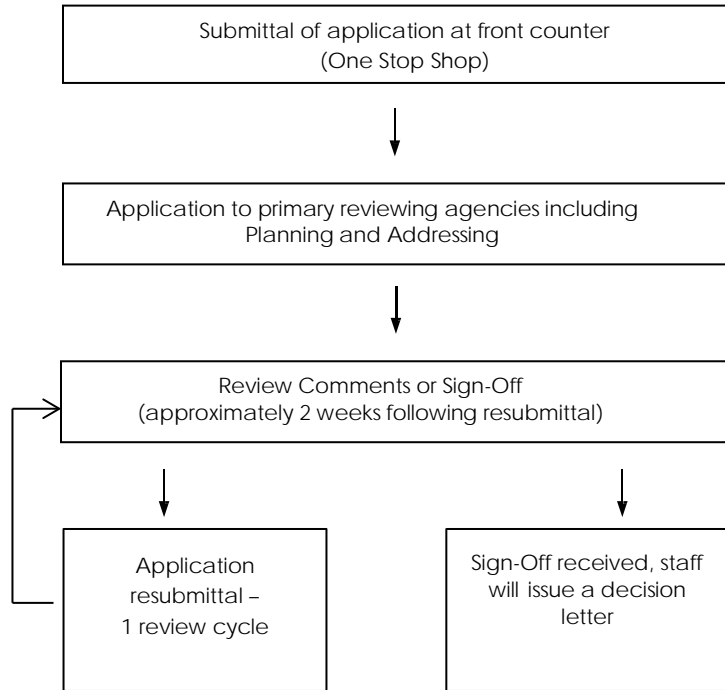 Submittal of application at front counter
(One Stop Shop)
Application to primary reviewing agencies including
Planning and Addressing
Review Comments or Sign-Off
(approximately 2 weeks following resubmittal)
Application
resubmittal –
1 review cycle
Sign-Off received, staff
will issue a decision
letter